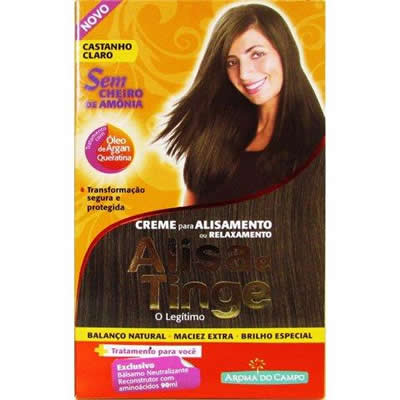 NOVO
CASTANHO
CLARO
Sem
CHEIRO
DE AMÔNIA
Tratamento com
Óleo
de Argan
+
Queratina
Transformação
segura e
protegida
CREME para ALISAMENTO
ou RELAXAMENTO
Alisa e
Tinge
O Legítimo
BALANÇO NATURAL - MACIEZ EXTRA - BRILHO ESPECIAL
+ Tratamento para você
Exclusivo
Bálsamo Neutralizante
Reconstrutor com
aminoácidos 90ml
AROMA DO CAMPO